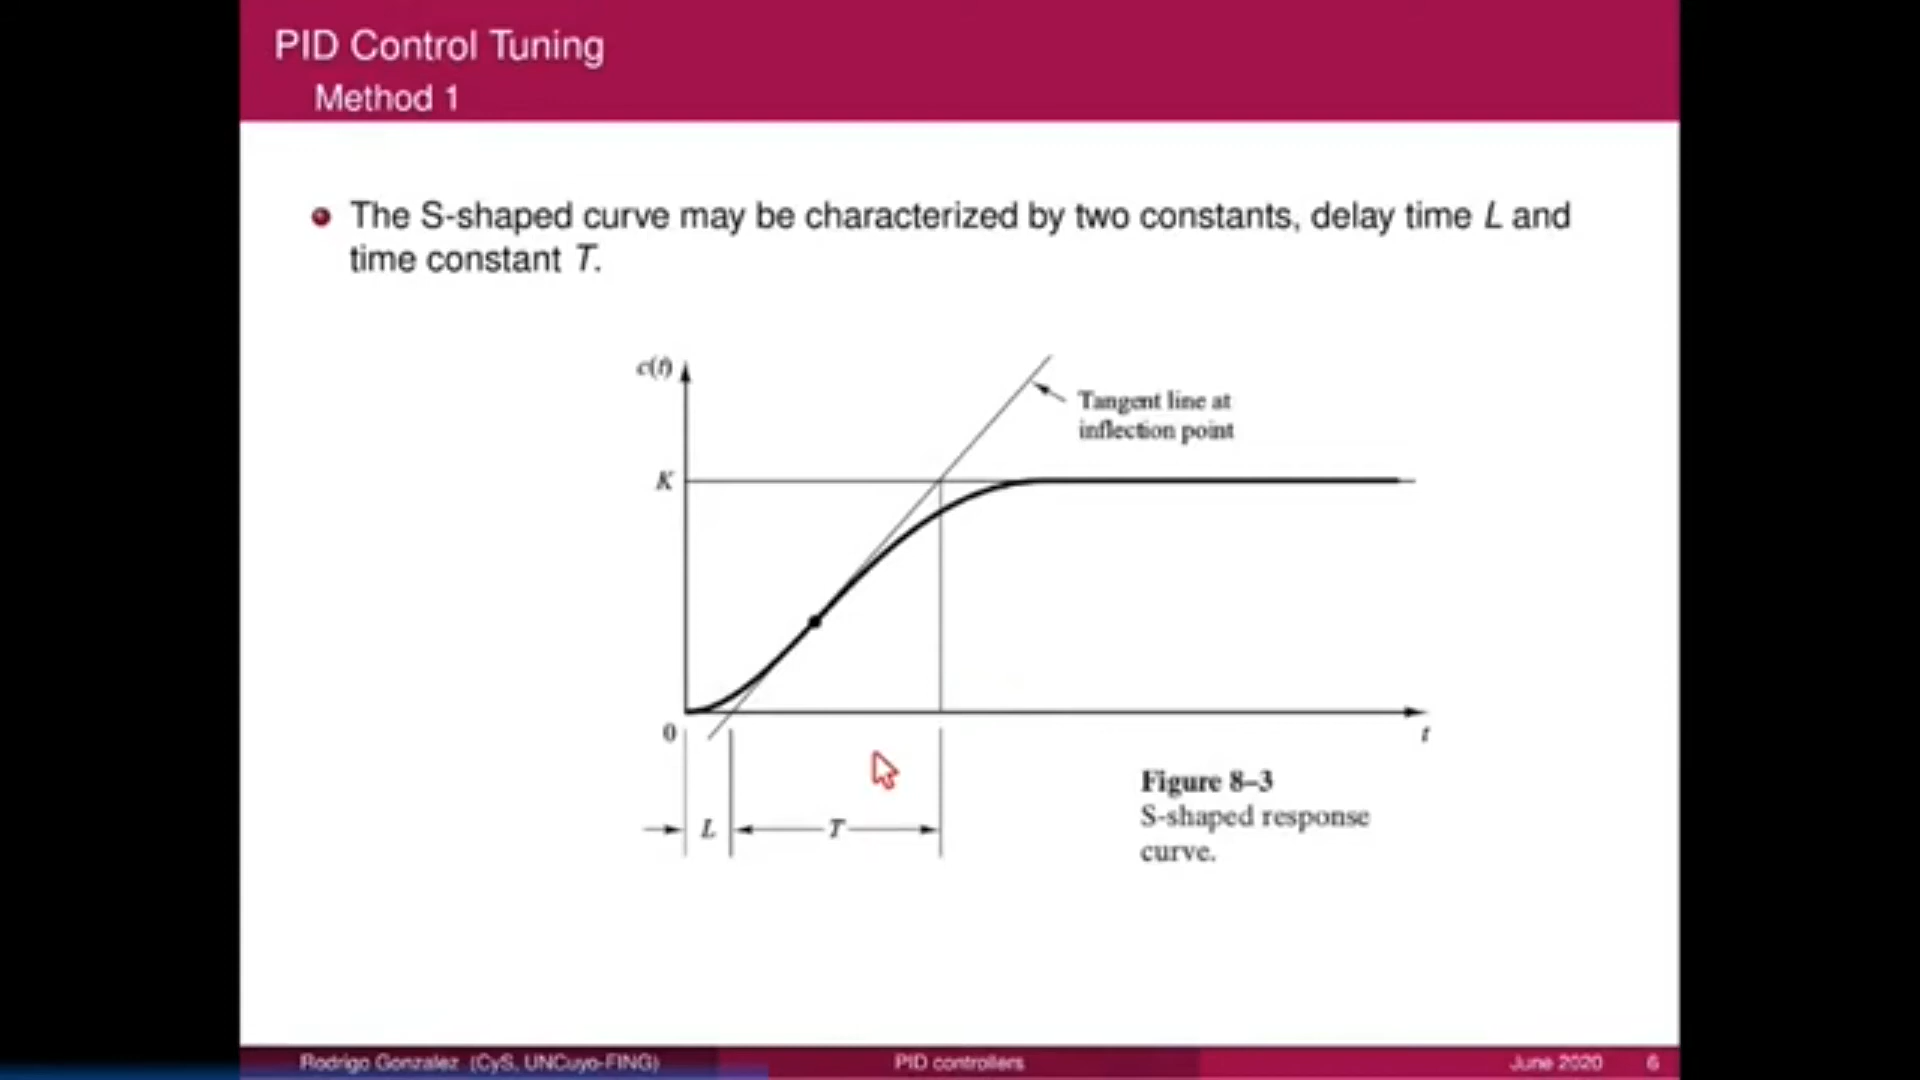 PID Control Tuning
Method 1
The S-shaped curve may be characterized by two constants, delay time L and
time constant T.
c(t)
Tangent line at
inflection point
K
0
t
L
T
Figure 8–3
S-shaped response
curve.
Rodrigo Gonzalez (CyS, UNCuyo-FING)
PID controllers
June 2020
6